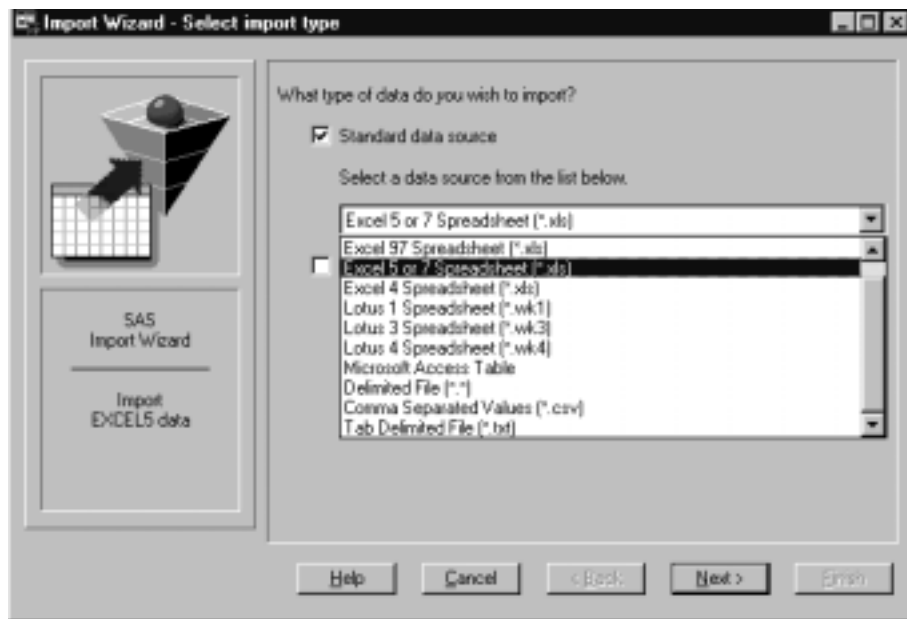 Import Wizard - Select import type
What type of data do you wish to import?
Standard data source
Select a data source from the list below.
Excel 5 or 7 Spreadsheet (*.xls)
Excel 97 Spreadsheet (*.xls)
Excel 5 or 7 Spreadsheet (*.xls)
Excel 4 Spreadsheet (*.xls)
Lotus 1 Spreadsheet (*.wk1)
Lotus 3 Spreadsheet (*.wk3)
Lotus 4 Spreadsheet (*.wk4)
Microsoft Access Table
Delimited File (*.*)
Comma Separated Values (*.csv)
Tab Delimited File (*.txt)
SAS
Import Wizard
Import
EXCEL5 data
Help Cancel < Back Next > Finish